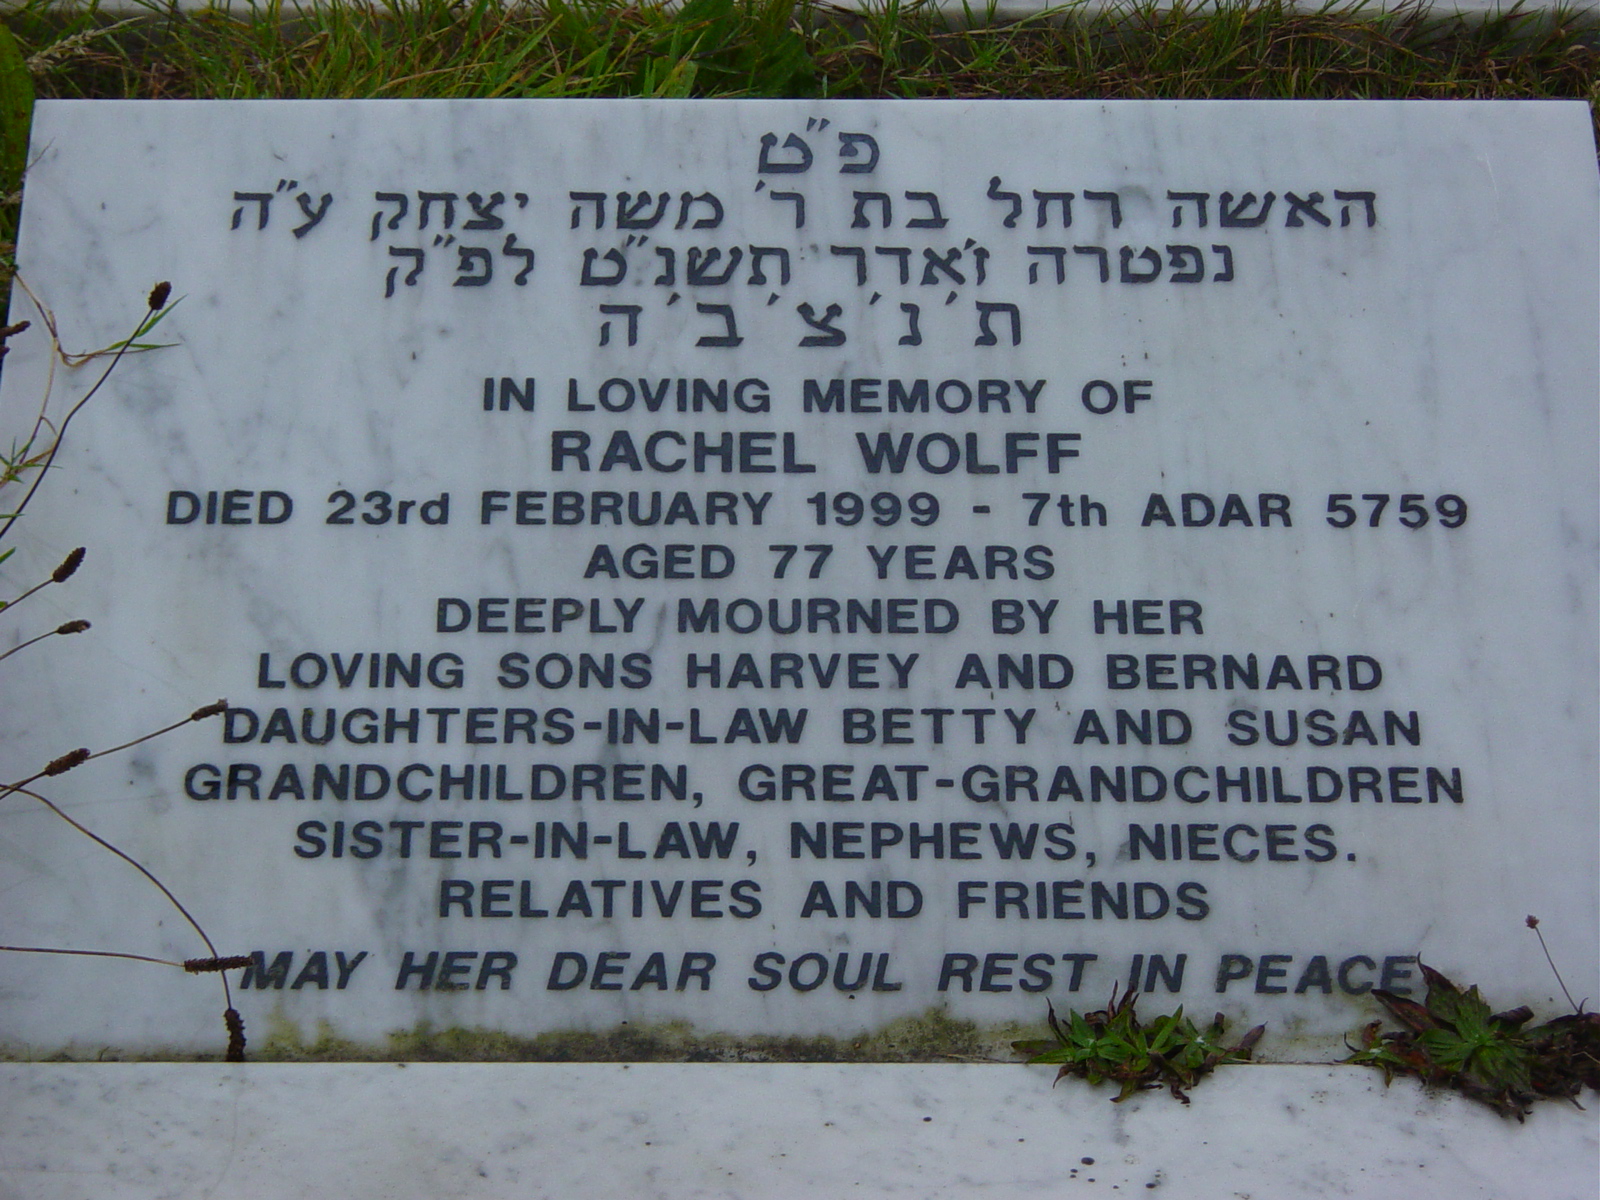 פ"ט
האשה רחל בת ר' משה יצחק ע"ה
נפטרה ז'אדר תשנ"ט לפ"ק
ת' נ' צ' ב' ה
IN LOVING MEMORY OF
RACHEL WOLFF
DIED 23rd FEBRUARY 1999 - 7th ADAR 5759
AGED 77 YEARS
DEEPLY MOURNED BY HER
LOVING SONS HARVEY AND BERNARD
DAUGHTERS-IN-LAW BETTY AND SUSAN
GRANDCHILDREN, GREAT-GRANDCHILDREN
SISTER-IN-LAW, NEPHEWS, NIECES.
RELATIVES AND FRIENDS
MAY HER DEAR SOUL REST IN PEACE